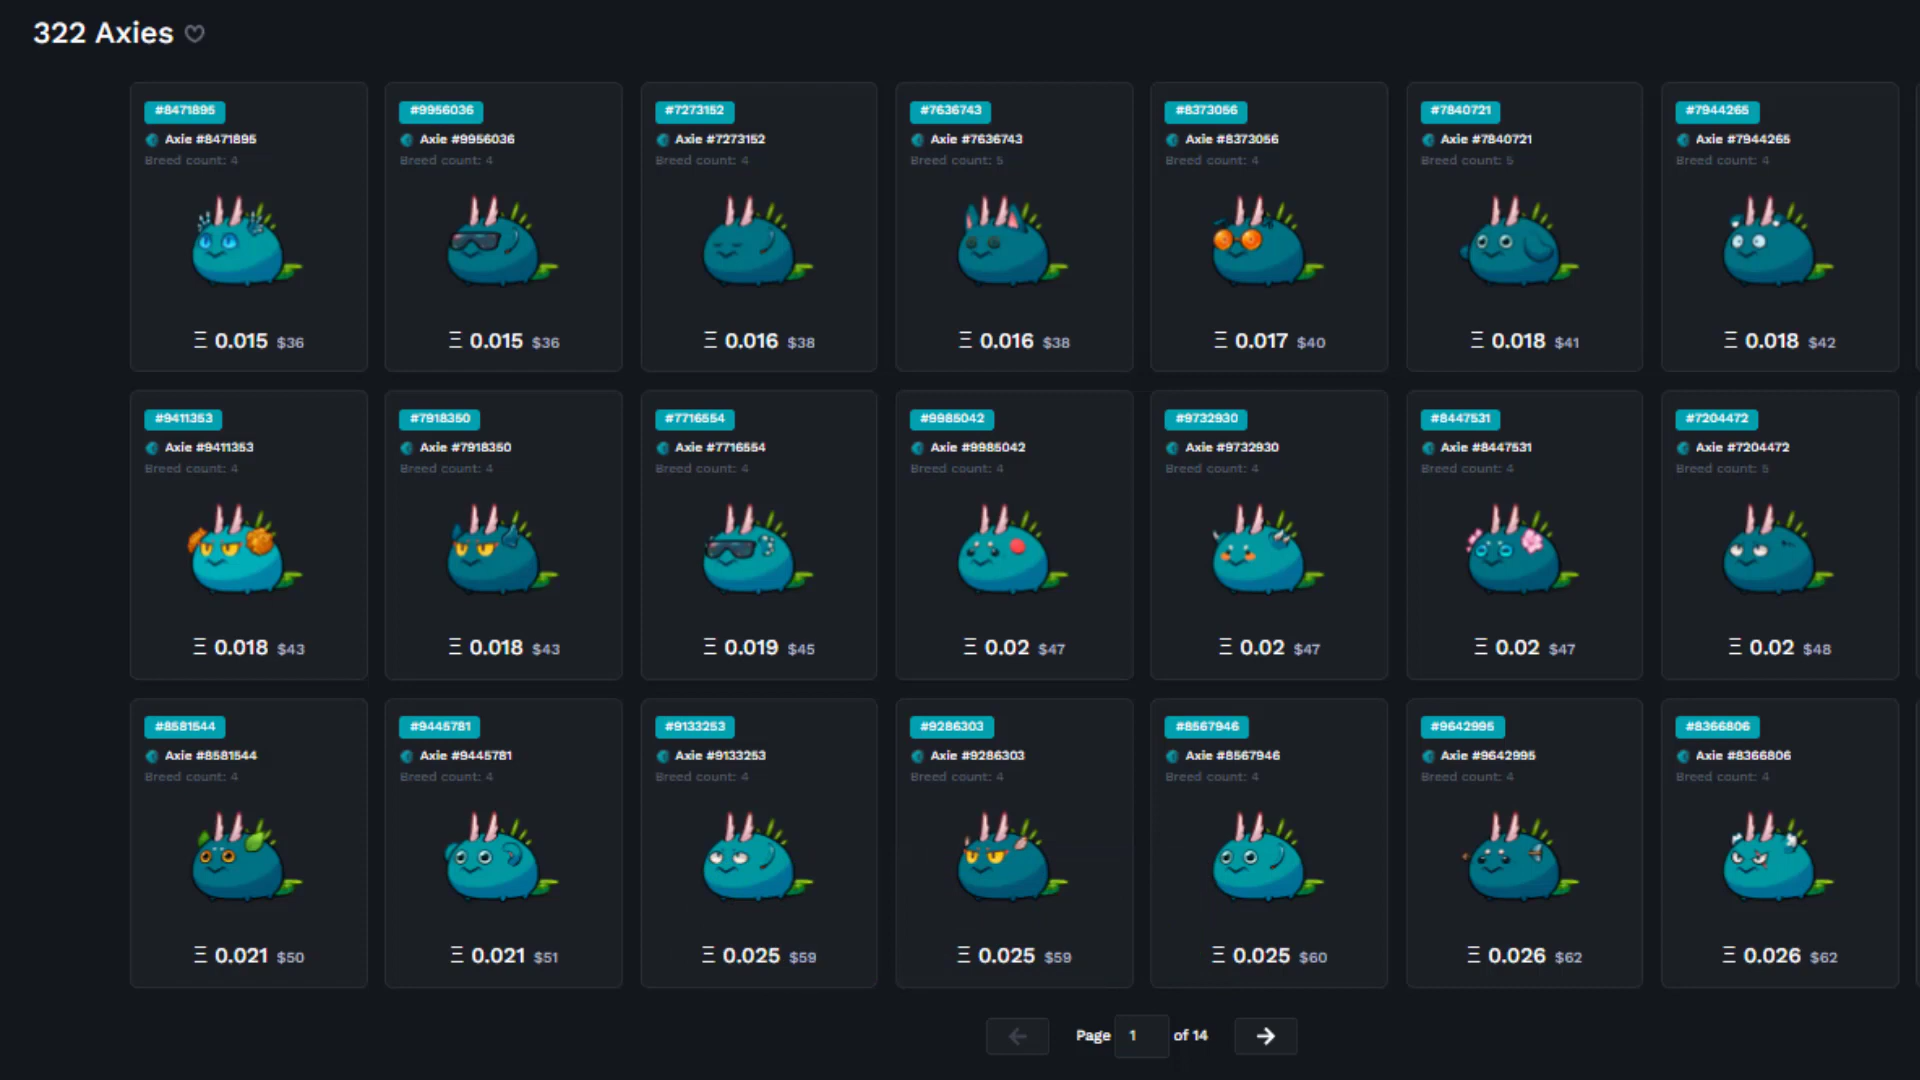 322 Axies
#8471895
Axie #8471895
Breed count: 4
Ξ 0.015 $36
#9956036
Axie #9956036
Breed count: 4
Ξ 0.015 $36
#7273152
Axie #7273152
Breed count: 4
Ξ 0.016 $38
#7636743
Axie #7636743
Breed count: 5
Ξ 0.016 $38
#8373056
Axie #8373056
Breed count: 4
Ξ 0.017 $40
#7840721
Axie #7840721
Breed count: 5
Ξ 0.018 $41
#7944265
Axie #7944265
Breed count: 4
Ξ 0.018 $42
#9411353
Axie #9411353
Breed count: 4
Ξ 0.018 $43
#7918350
Axie #7918350
Breed count: 4
Ξ 0.018 $43
#7716554
Axie #7716554
Breed count: 4
Ξ 0.019 $45
#9985042
Axie #9985042
Breed count: 4
Ξ 0.02 $47
#9732930
Axie #9732930
Breed count: 4
Ξ 0.02 $47
#8447531
Axie #8447531
Breed count: 4
Ξ 0.02 $47
#7204472
Axie #7204472
Breed count: 5
Ξ 0.02 $48
#8581544
Axie #8581544
Breed count: 4
Ξ 0.021 $50
#9445781
Axie #9445781
Breed count: 4
Ξ 0.021 $51
#9133253
Axie #9133253
Breed count: 4
Ξ 0.025 $59
#9286303
Axie #9286303
Breed count: 4
Ξ 0.025 $59
#8567946
Axie #8567946
Breed count: 4
Ξ 0.025 $60
#9642995
Axie #9642995
Breed count: 4
Ξ 0.026 $62
#8366806
Axie #8366806
Breed count: 4
Ξ 0.026 $62
Page 1 of 14